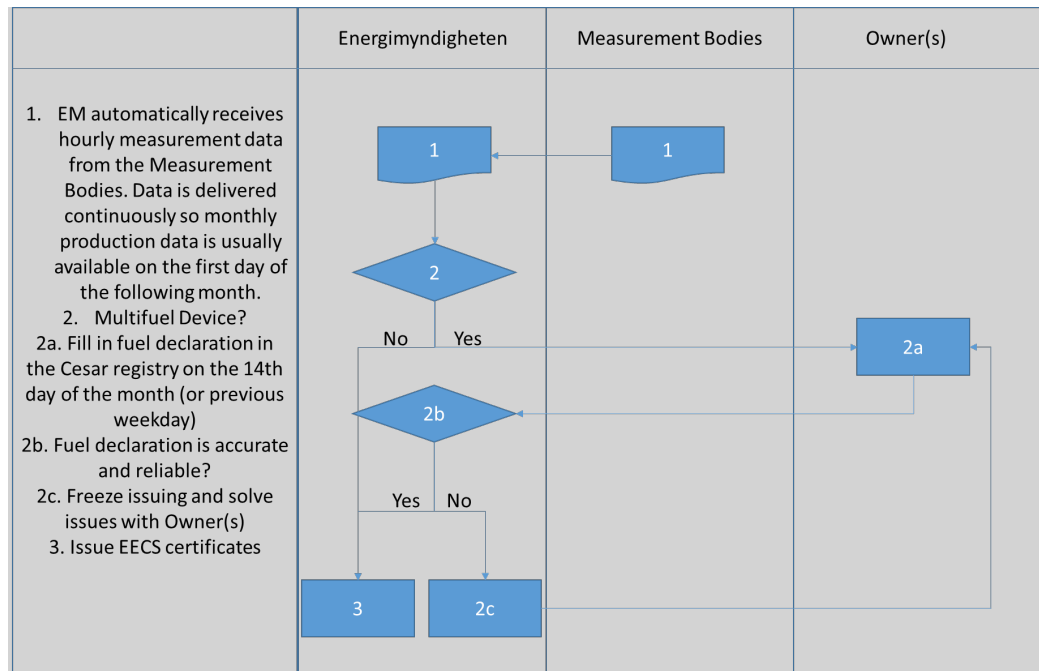 Energimyndigheten
Measurement Bodies
Owner(s)
1. EM automatically receives
hourly measurement data
from the Measurement
Bodies. Data is delivered
continuously so monthly
production data is usually
available on the first day of
the following month.
2. Multifuel Device?
2a. Fill in fuel declaration in
the Cesar registry on the 14th
day of the month (or previous
weekday)
2b. Fuel declaration is accurate
and reliable?
2c. Freeze issuing and solve
issues with Owner(s)
3. Issue EECS certificates
1
1
2
No
Yes
2a
2b
Yes
No
3
2c